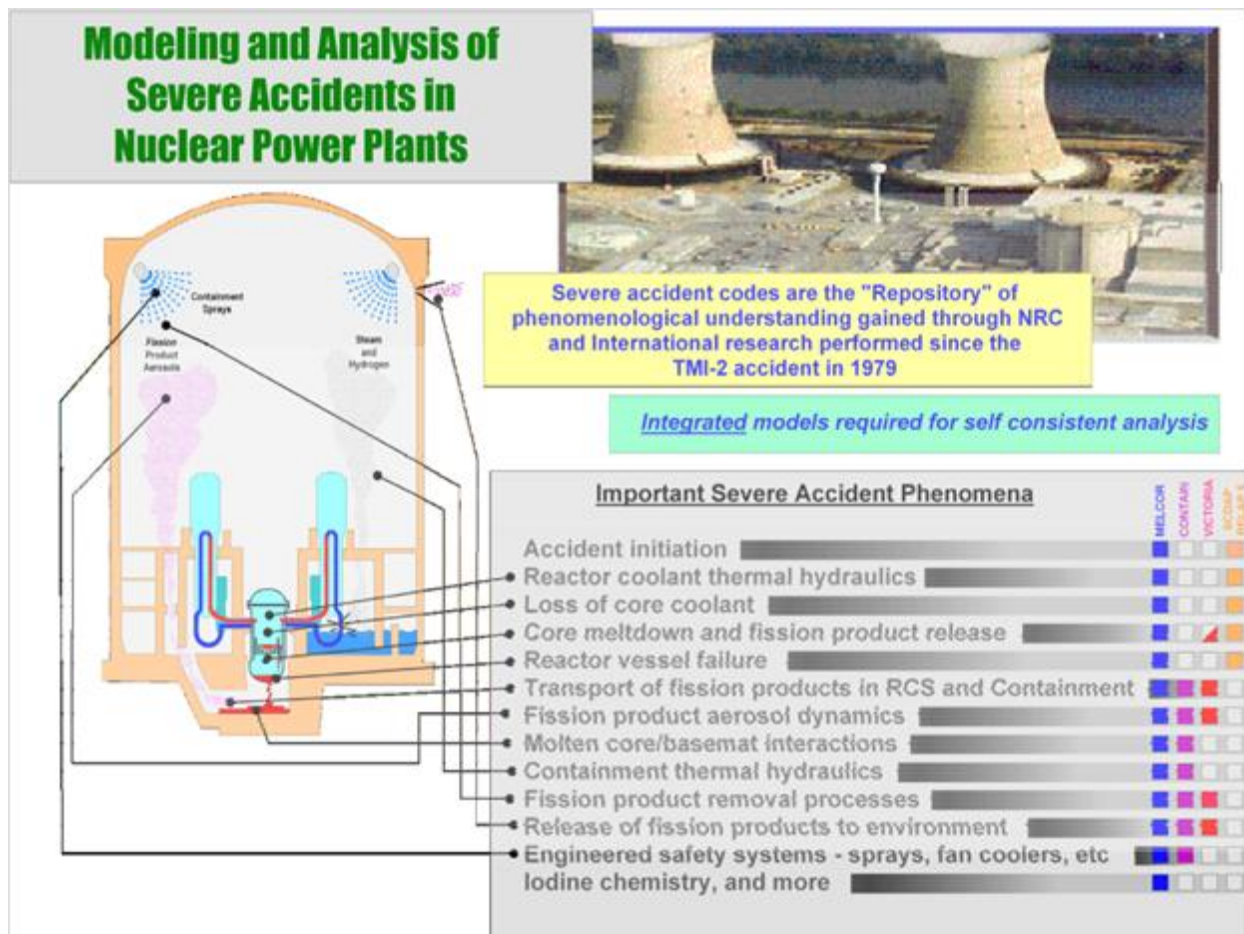 Modeling and Analysis of
Severe Accidents in
Nuclear Power Plants
Containment
Sprays
Fission
Product
Aerosols
Steam
and
Hydrogen
Severe accident codes are the "Repository" of
phenomenological understanding gained through NRC
and International research performed since the
TMI-2 accident in 1979
Integrated models required for self consistent analysis
Important Severe Accident Phenomena
MELCOR
CONTAIN
VICTORIA
SCDAP
Accident initiation
Reactor coolant thermal hydraulics
Loss of core coolant
Core meltdown and fission product release
Reactor vessel failure
Transport of fission products in RCS and Containment
Fission product aerosol dynamics
Molten core/basemat interactions
Containment thermal hydraulics
Fission product removal processes
Release of fission products to environment
Engineered safety systems - sprays, fan coolers, etc
Iodine chemistry, and more